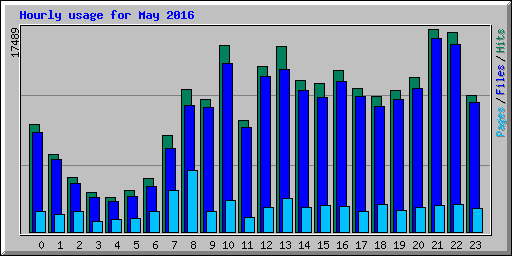 Hourly usage for May 2016
17489
Pages / Files / Hits
0 1 2 3 4 5 6 7 8 9 10 11 12 13 14 15 16 17 18 19 20 21 22 23